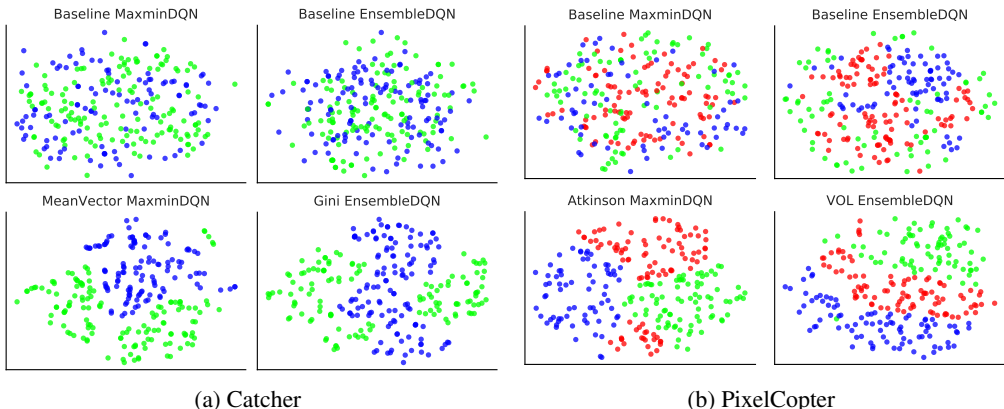 Baseline MaxminDQN
Baseline EnsembleDQN
Baseline MaxminDQN
Baseline EnsembleDQN
MeanVector MaxminDQN
Gini EnsembleDQN
Atkinson MaxminDQN
VOL EnsembleDQN
(a) Catcher
(b) PixelCopter